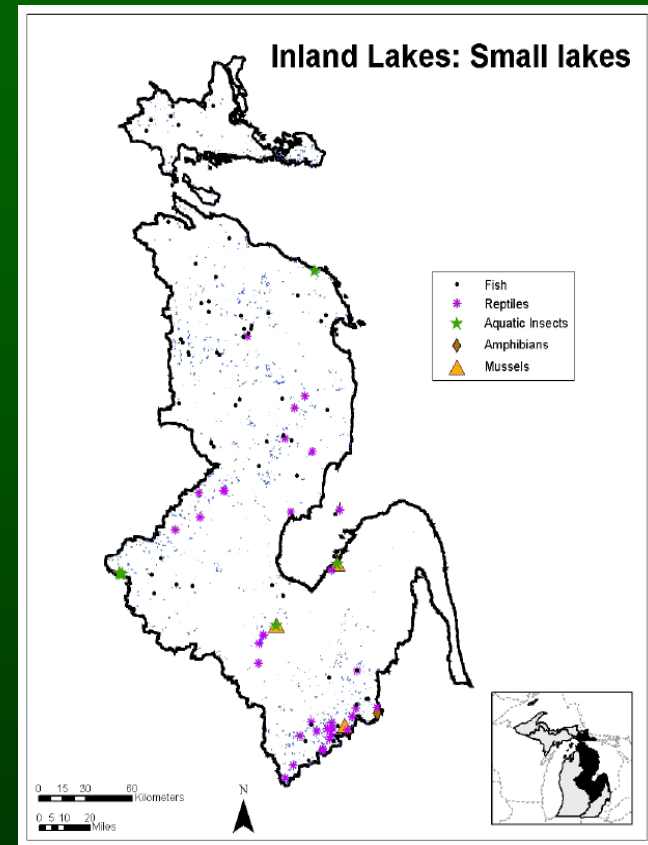 Inland Lakes: Small lakes
Fish
Reptiles
Aquatic Insects
Amphibians
Mussels
0 15 30 60
Kilometers
0 5 10 20
Miles
N